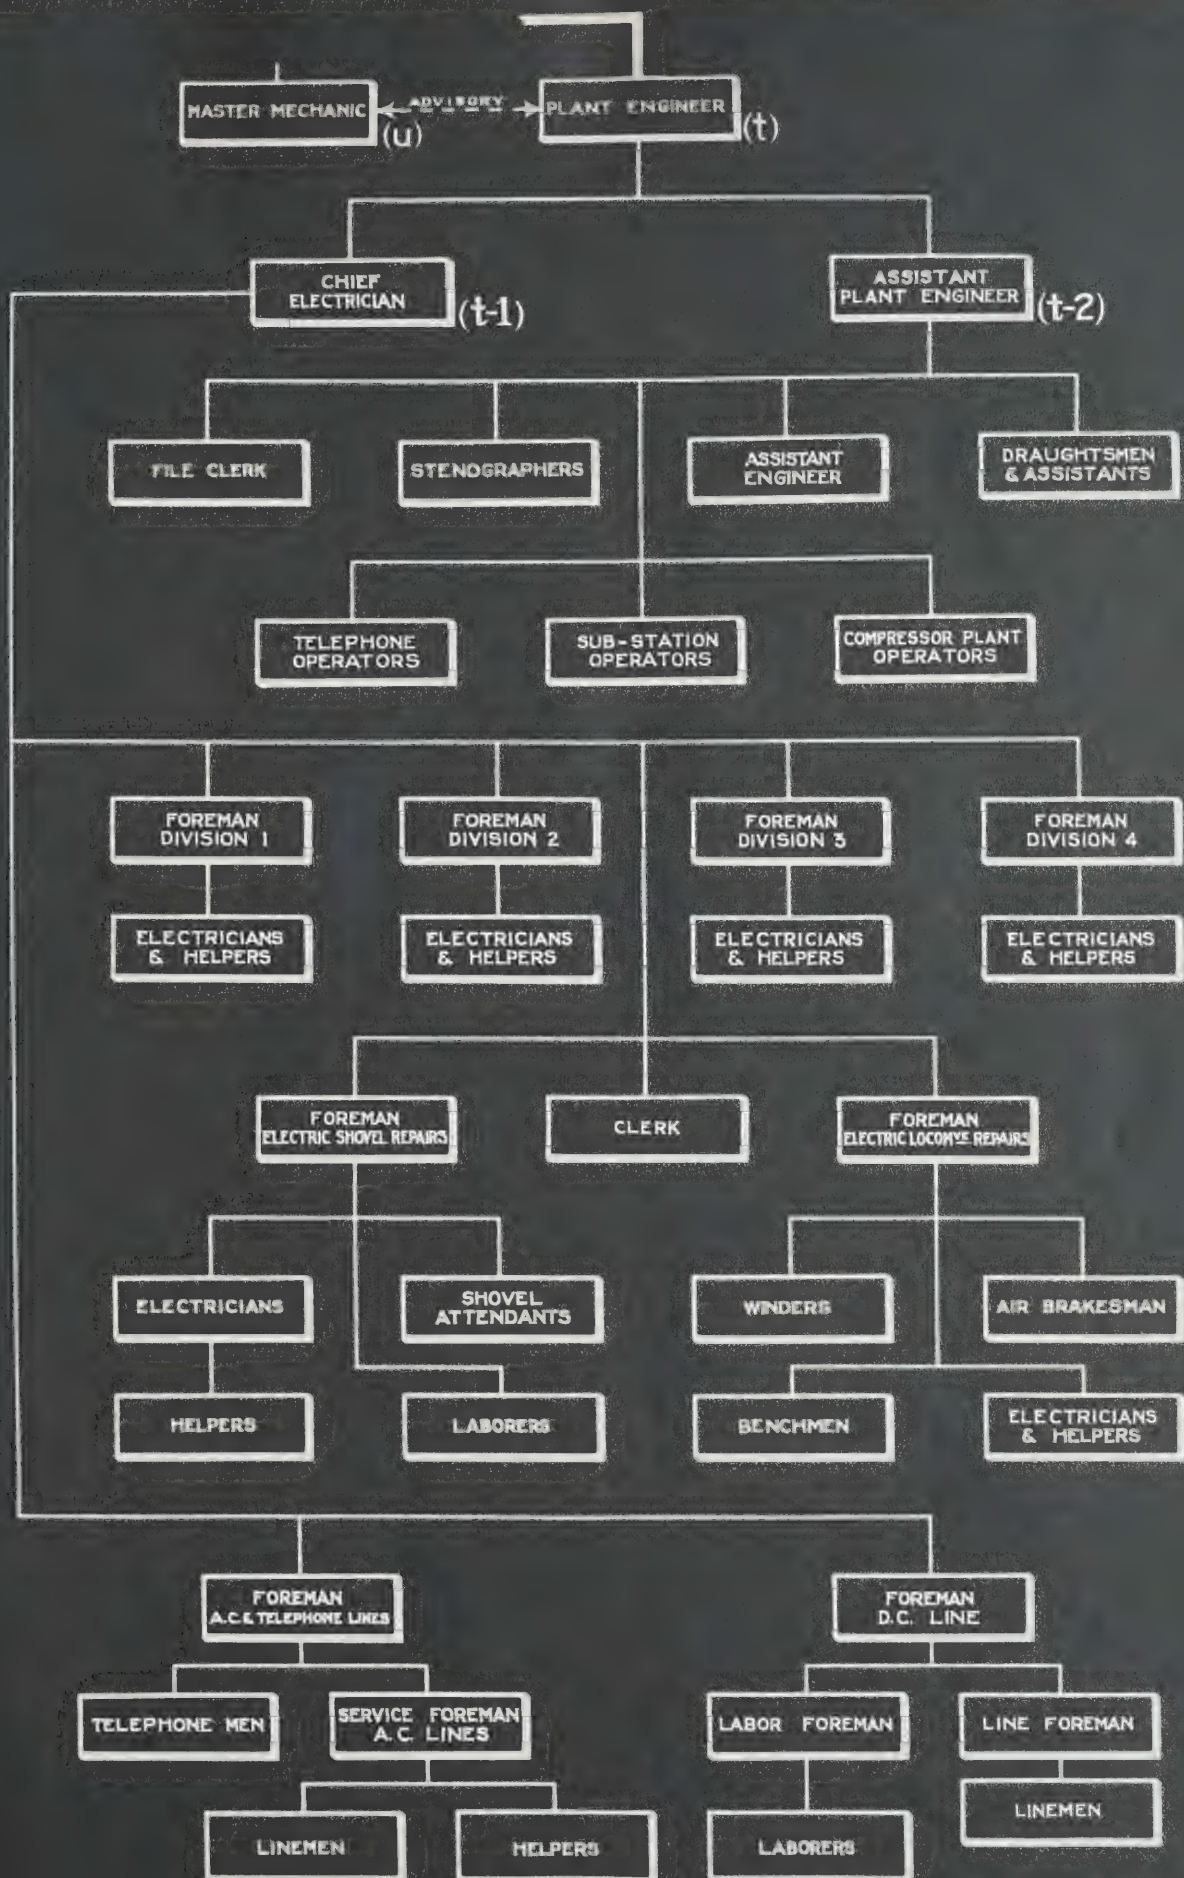 MASTER MECHANIC
(u)
ADVISORY
PLANT ENGINEER
(t)
CHIEF
ELECTRICIAN
(t-1)
ASSISTANT
PLANT ENGINEER
(t-2)
FILE CLERK
STENOGRAPHERS
ASSISTANT
ENGINEER
DRAUGHTSMEN
& ASSISTANTS
TELEPHONE
OPERATORS
SUB-STATION
OPERATORS
COMPRESSOR PLANT
OPERATORS
FOREMAN
DIVISION 1
FOREMAN
DIVISION 2
FOREMAN
DIVISION 3
FOREMAN
DIVISION 4
ELECTRICIANS
& HELPERS
ELECTRICIANS
& HELPERS
ELECTRICIANS
& HELPERS
ELECTRICIANS
& HELPERS
FOREMAN
ELECTRIC SHOVEL REPAIRS
CLERK
FOREMAN
ELECTRIC LOCOMVE REPAIRS
ELECTRICIANS
SHOVEL
ATTENDANTS
WINDERS
AIR BRAKESMAN
HELPERS
LABORERS
BENCHMEN
ELECTRICIANS
& HELPERS
FOREMAN
A.C. & TELEPHONE LINES
FOREMAN
D.C. LINE
TELEPHONE MEN
SERVICE FOREMAN
A.C. LINES
LABOR FOREMAN
LINE FOREMAN
LINEMEN
HELPERS
LABORERS
LINEMEN